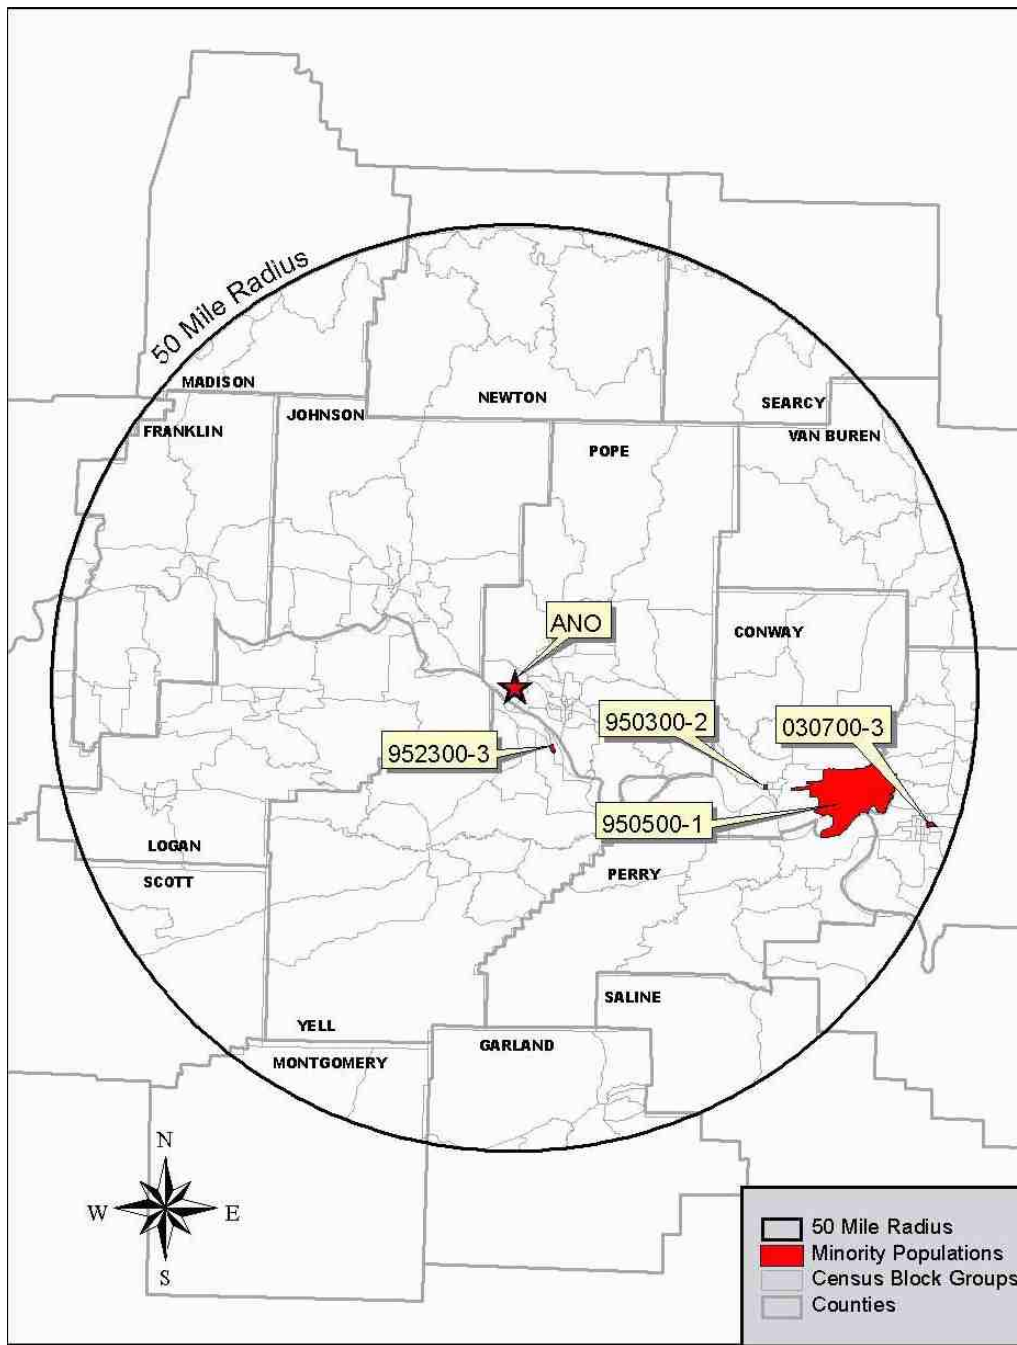 50 Mile Radius
MADISON
NEWTON
SEARCY
JOHNSON
FRANKLIN
VAN BUREN
POPE
ANO
CONWAY
950300-2
030700-3
952300-3
950500-1
LOGAN
PERRY
SCOTT
SALINE
YELL
GARLAND
MONTGOMERY
N
W
E
S
50 Mile Radius
Minority Populations
Census Block Groups
Counties